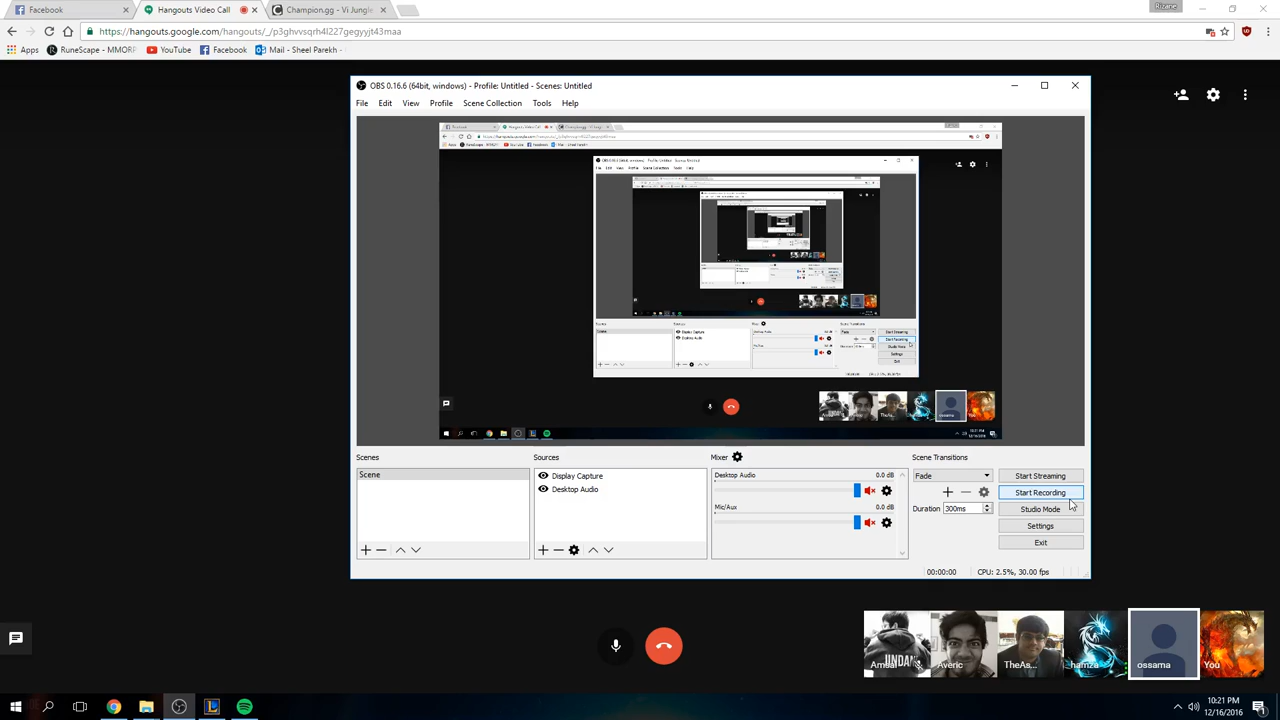 Facebook
Hangouts Video Call
Champion.gg - Vi Jungle
Rizane
https://hangouts.google.com/hangouts/_/p3ghvvsqrh4l227gegyyjt43maa
Apps
RuneScape - MMORP
YouTube
Facebook
Mail - Sheel Parekh -
OBS 0.16.6 (64bit, windows) - Profile: Untitled - Scenes: Untitled
File Edit View Profile Scene Collection Tools Help
Scenes
Sources
Mixer
Scene Transitions
Scene
Display Capture
Desktop Audio
Desktop Audio
0.0 dB
Mic/Aux
0.0 dB
Fade
Duration 300ms
Start Streaming
Start Recording
Studio Mode
Settings
Exit
00:00:00
CPU: 2.5%, 30.00 fps
UNDA
Amsal
Averic
TheAs...
hamza
ossama
You
10:21 PM
12/16/2016